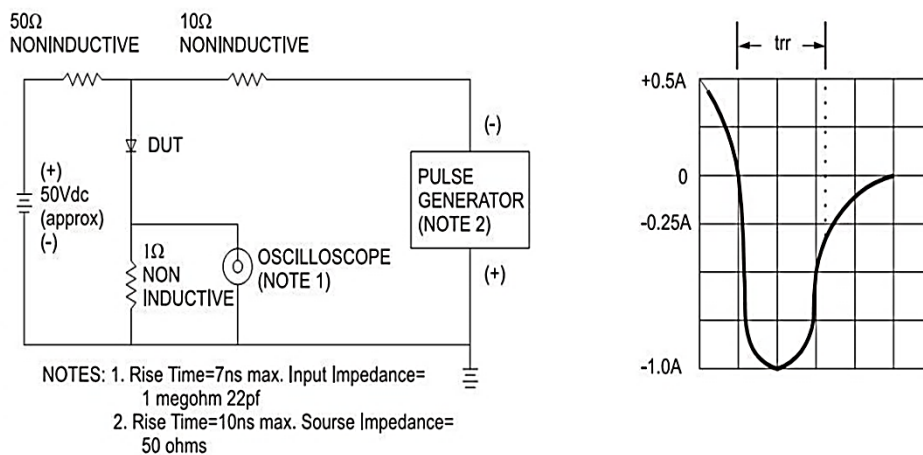 50Ω
NONINDUCTIVE
10Ω
NONINDUCTIVE
DUT
(+)
50Vdc
(approx)
(-)
1Ω
NON
INDUCTIVE
OSCILLOSCOPE
(NOTE 1)
(-)
PULSE
GENERATOR
(NOTE 2)
(+)
NOTES: 1. Rise Time=7ns max. Input Impedance=
1 megohm 22pf
2. Rise Time=10ns max. Sourse Impedance=
50 ohms
trr
+0.5A
0
-0.25A
-1.0A